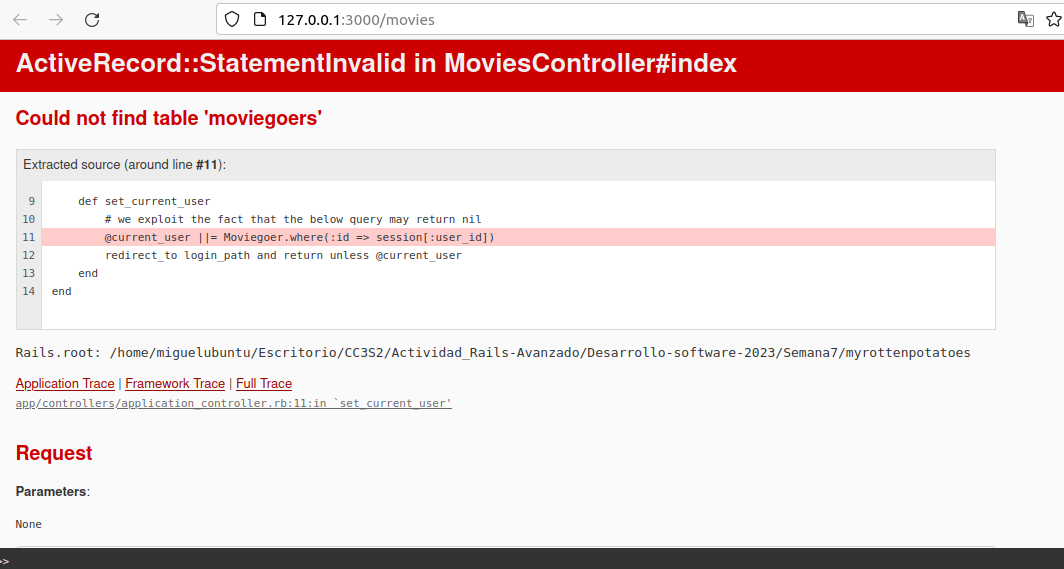 127.0.0.1:3000/movies
ActiveRecord::StatementInvalid in MoviesController#index
Could not find table 'moviegoers'
Extracted source (around line #11):
9 def set_current_user
10 # we exploit the fact that the below query may return nil
11 @current_user ||= Moviegoer.where(:id => session[:user_id])
12 redirect_to login_path and return unless @current_user
13 end
14 end
Rails.root: /home/miguelubuntu/Escritorio/CC3S2/Actividad_Rails-Avanzado/Desarrollo-software-2023/Semana7/myrottenpotatoes
Application Trace | Framework Trace | Full Trace
app/controllers/application_controller.rb:11:in `set_current_user'
Request
Parameters:
None
>>